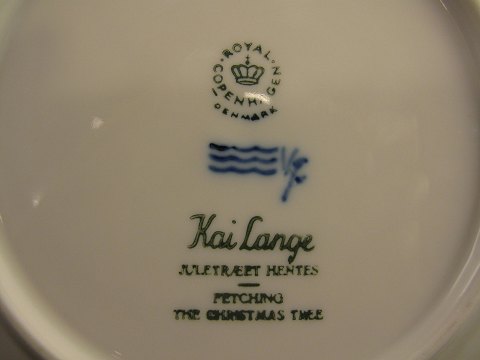 ROYAL
COPENHAGEN
DENMARK
Kai Lange
JULETRÆET HENTES
FETCHING
THE CHRISTMAS TREE